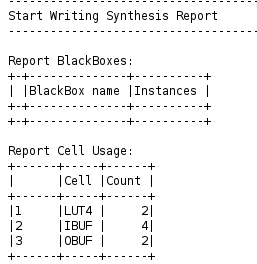 -----------------------------------
Start Writing Synthesis Report
-----------------------------------

Report BlackBoxes:
+-+--------------+----------+
| |BlackBox name |Instances |
+-+--------------+----------+
+-+--------------+----------+

Report Cell Usage:
+------+-----+------+
|      |Cell |Count |
+------+-----+------+
|1     |LUT4 |     2|
|2     |IBUF |     4|
|3     |OBUF |     2|
+------+-----+------+